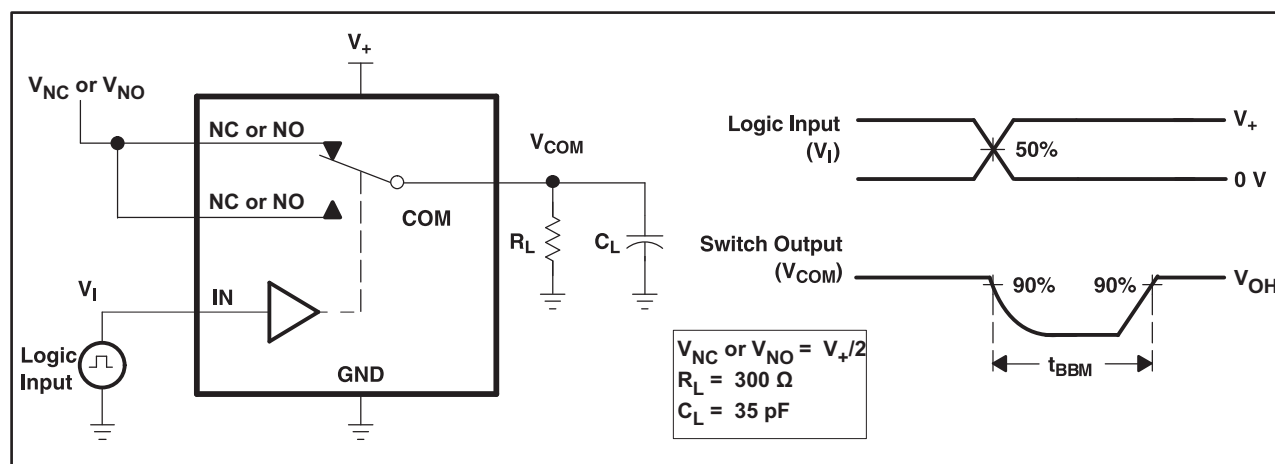 V+
VNC or VNO
NC or NO
NC or NO
COM
VCOM
RL
CL
VI
IN
Logic
Input
GND
VNC or VNO = V+/2
RL = 300 Ω
CL = 35 pF
Logic Input
(VI)
V+
50%
0 V
Switch Output
(VCOM)
90%
90%
VOH
tBBM